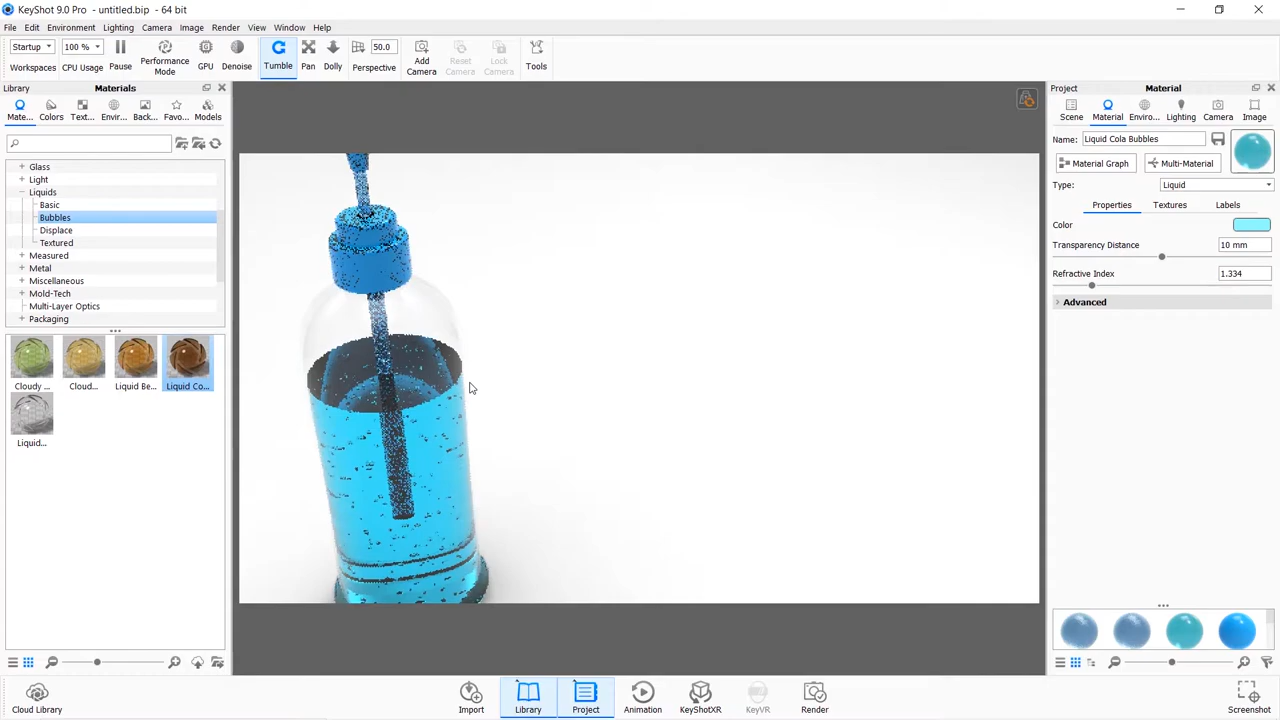 KeyShot 9.0 Pro - untitled.bip - 64 bit
File Edit Environment Lighting Camera Image Render View Window Help
Startup 100 % 50.0
Workspaces CPU Usage Pause Performance Mode GPU Denoise Tumble Pan Dolly Perspective Add Camera Reset Camera Lock Camera Tools
Library Materials
Mate... Colors Text... Envir... Back... Favo... Models
Glass
Light
Liquids
Basic
Bubbles
Displace
Textured
Measured
Metal
Miscellaneous
Mold-Tech
Multi-Layer Optics
Packaging
Cloudy ... Cloud... Liquid Be... Liquid Co...
Liquid...
Project Material
Scene Material Enviro... Lighting Camera Image
Name: Liquid Cola Bubbles
Material Graph Multi-Material
Type: Liquid
Properties Textures Labels
Color
Transparency Distance 10 mm
Refractive Index 1.334
Advanced
Cloud Library Import Library Project Animation KeyShotXR KeyVR Render Screenshot